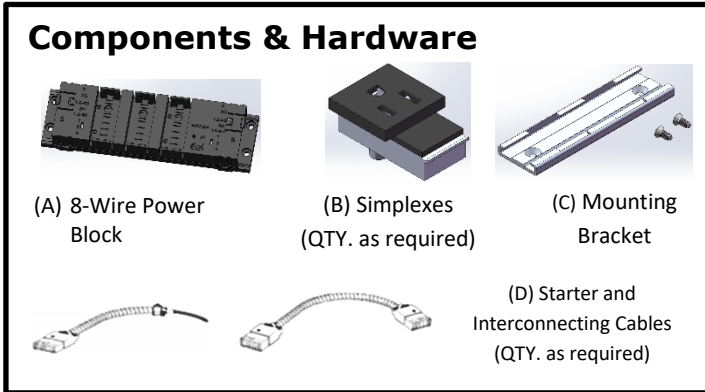 Components & Hardware
(A) 8-Wire Power
Block
(B) Simplexes
(QTY. as required)
(C) Mounting
Bracket
(D) Starter and
Interconnecting Cables
(QTY. as required)